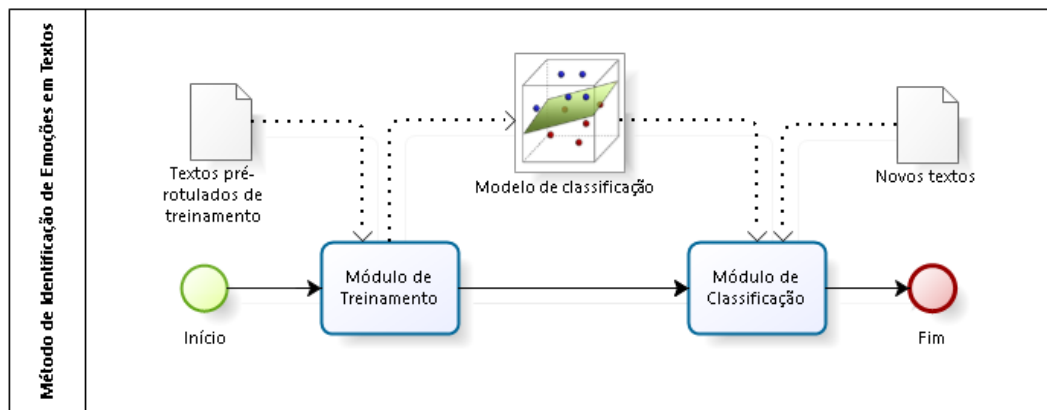 Método de Identificação de Emoções em Textos
Textos pré-
rotulados de
treinamento
Modelo de classificação
Novos textos
Módulo de
Treinamento
Módulo de
Classificação
Início
Fim